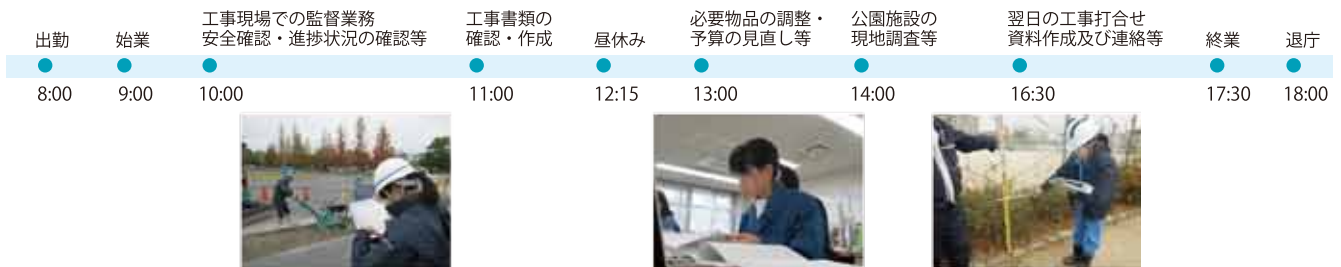 出勤
8:00
始業
9:00
工事現場での監督業務
安全確認・進捗状況の確認等
10:00
工事書類の
確認・作成
11:00
昼休み
12:15
必要物品の調整・
予算の見直し等
13:00
公園施設の
現地調査等
14:00
翌日の工事打合せ
資料作成及び連絡等
16:30
終業
17:30
退庁
18:00